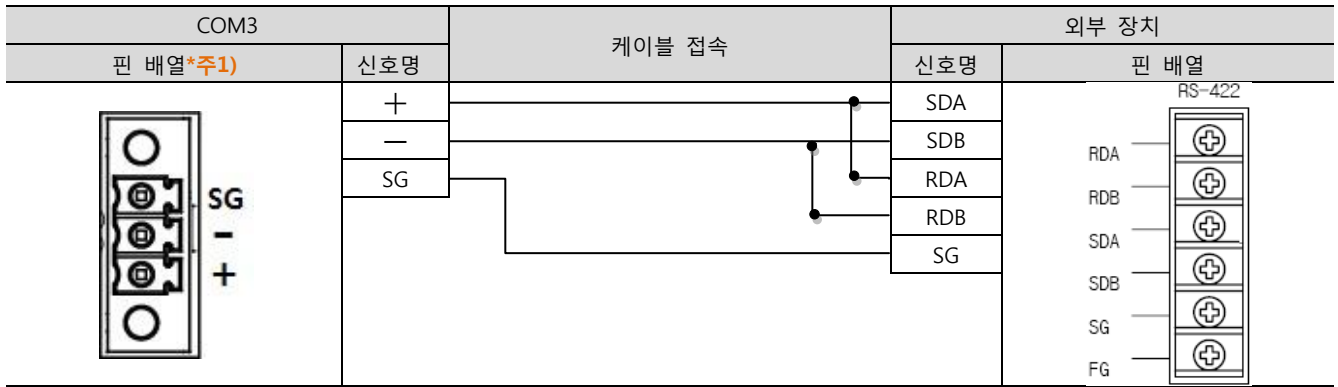 COM3 케이블 접속 외부 장치
핀 배열*주1) 신호명 신호명 핀 배열
+ SDA
- SDB
SG RDA
RDB
SG
SG
-
+
RS-422
RDA
RDB
SDA
SDB
SG
FG